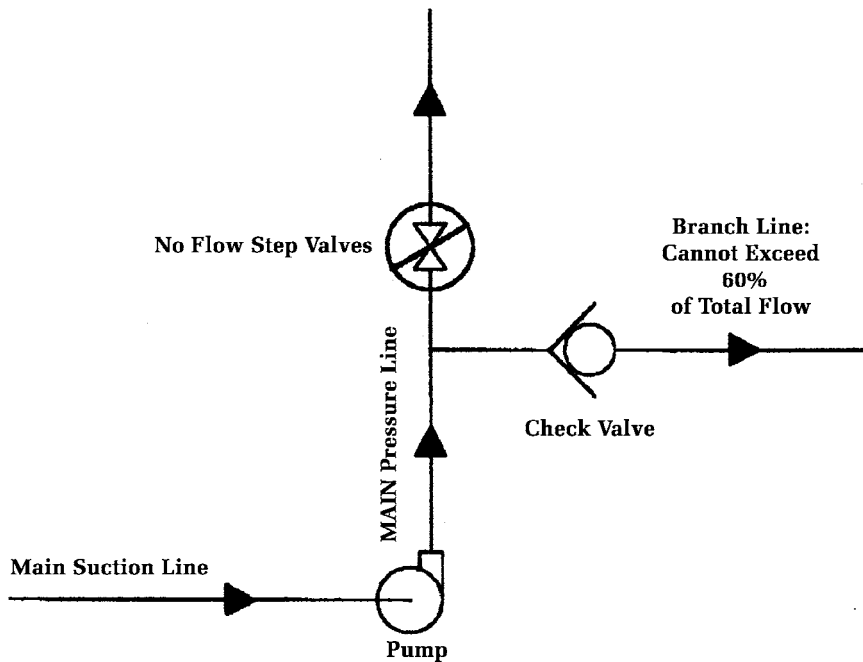 No Flow Step Valves
Branch Line:
Cannot Exceed
60%
of Total Flow
MAIN Pressure Line
Check Valve
Main Suction Line
Pump